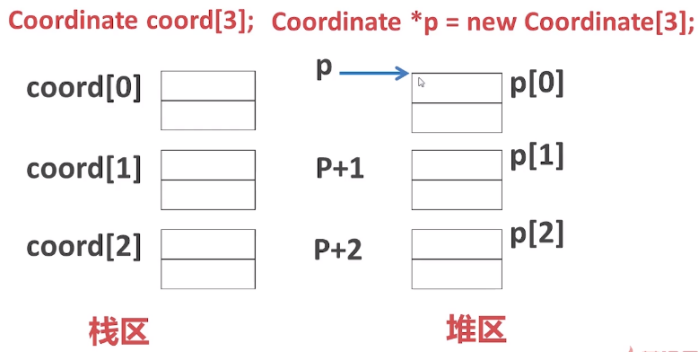 Coordinate coord[3]; Coordinate *p = new Coordinate[3];
coord[0] p p[0]
coord[1] P+1 p[1]
coord[2] P+2 p[2]
栈区 堆区